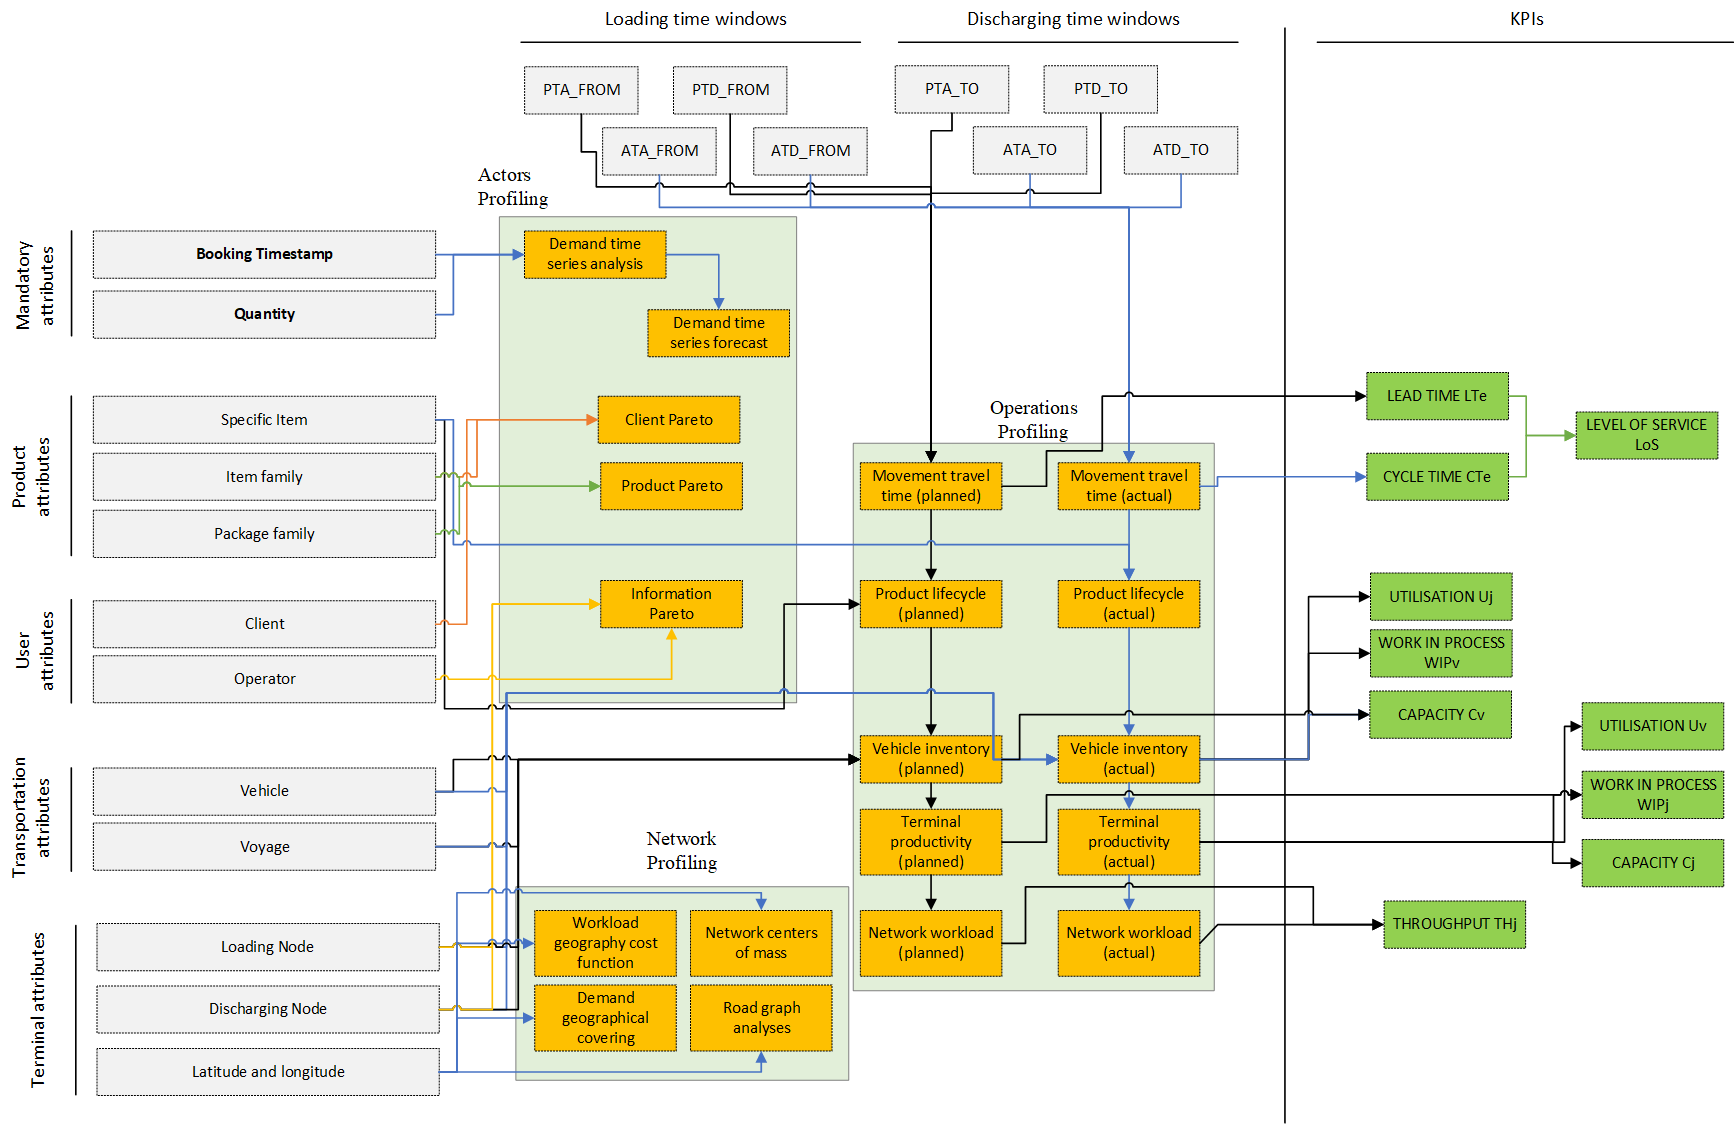 Loading time windows
Discharging time windows
KPIs
PTA_FROM
PTD_FROM
PTA_TO
PTD_TO
ATA_FROM
ATD_FROM
ATA_TO
ATD_TO
Actors
Profiling
Mandatory
attributes
Booking Timestamp
Quantity
Demand time
series analysis
Demand time
series forecast
Product
attributes
Specific Item
Item family
Package family
Client Pareto
Product Pareto
Information
Pareto
User
attributes
Client
Operator
Transportation
attributes
Vehicle
Voyage
Terminal attributes
Loading Node
Discharging Node
Latitude and longitude
Network
Profiling
Workload
geography cost
function
Network centers
of mass
Demand
geographical
covering
Road graph
analyses
Operations
Profiling
Movement travel
time (planned)
Movement travel
time (actual)
Product lifecycle
(planned)
Product lifecycle
(actual)
Vehicle inventory
(planned)
Vehicle inventory
(actual)
Terminal
productivity
(planned)
Terminal
productivity
(actual)
Network workload
(planned)
Network workload
(actual)
LEAD TIME LTe
CYCLE TIME CTe
LEVEL OF SERVICE
LoS
UTILISATION Uj
WORK IN PROCESS
WIPv
CAPACITY Cv
UTILISATION Uv
WORK IN PROCESS
WIPj
CAPACITY Cj
THROUGHPUT THj